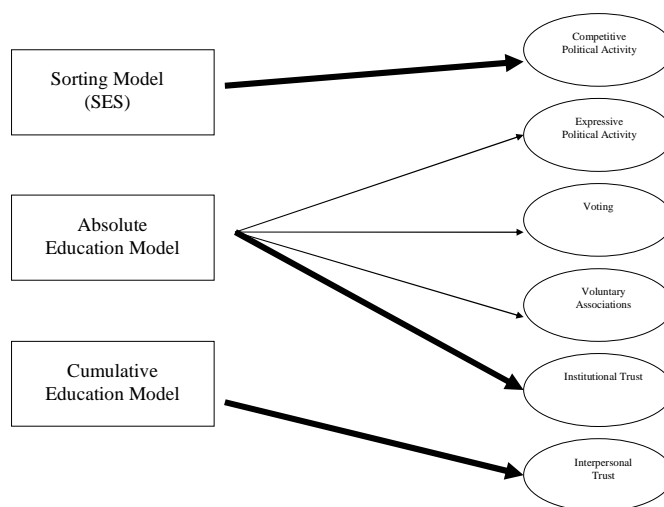 Sorting Model
(SES)
Absolute
Education Model
Cumulative
Education Model
Competitive
Political Activity
Expressive
Political Activity
Voting
Voluntary
Associations
Institutional Trust
Interpersonal
Trust